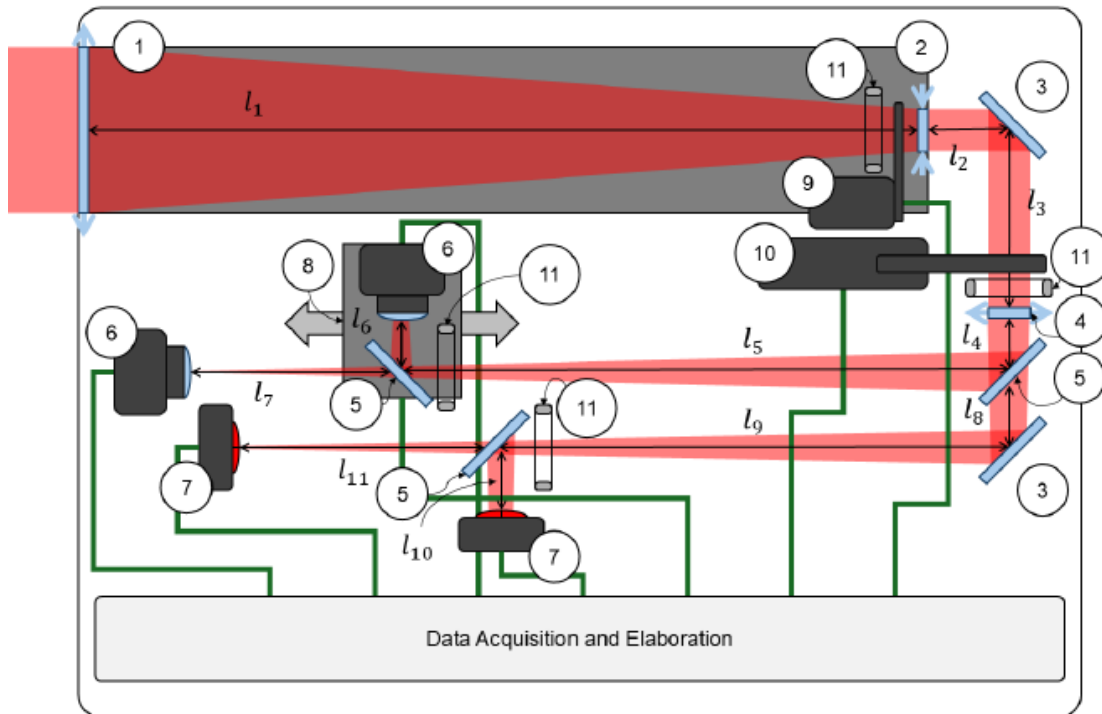 1
2
11
3
l₁
l₂
9
l₃
10
6
11
8
11
l₆
6
l₄
4
l₅
5
l₇
5
11
l₈
l₉
7
l₁₁
5
3
l₁₀
7
Data Acquisition and Elaboration